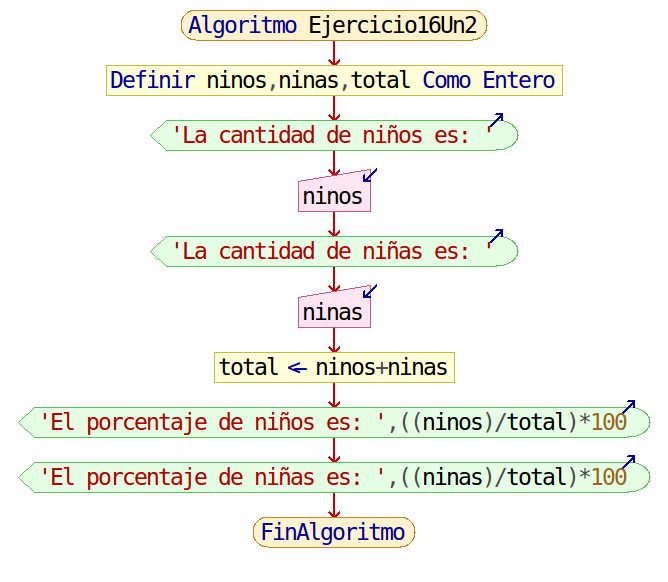 Algoritmo Ejercicio16Un2
Definir ninos,ninas,total Como Entero
'La cantidad de niños es: '
ninos
'La cantidad de niñas es: '
ninas
total <- ninos+ninas
'El porcentaje de niños es: ',((ninos)/total)*100
'El porcentaje de niñas es: ',((ninas)/total)*100
FinAlgoritmo